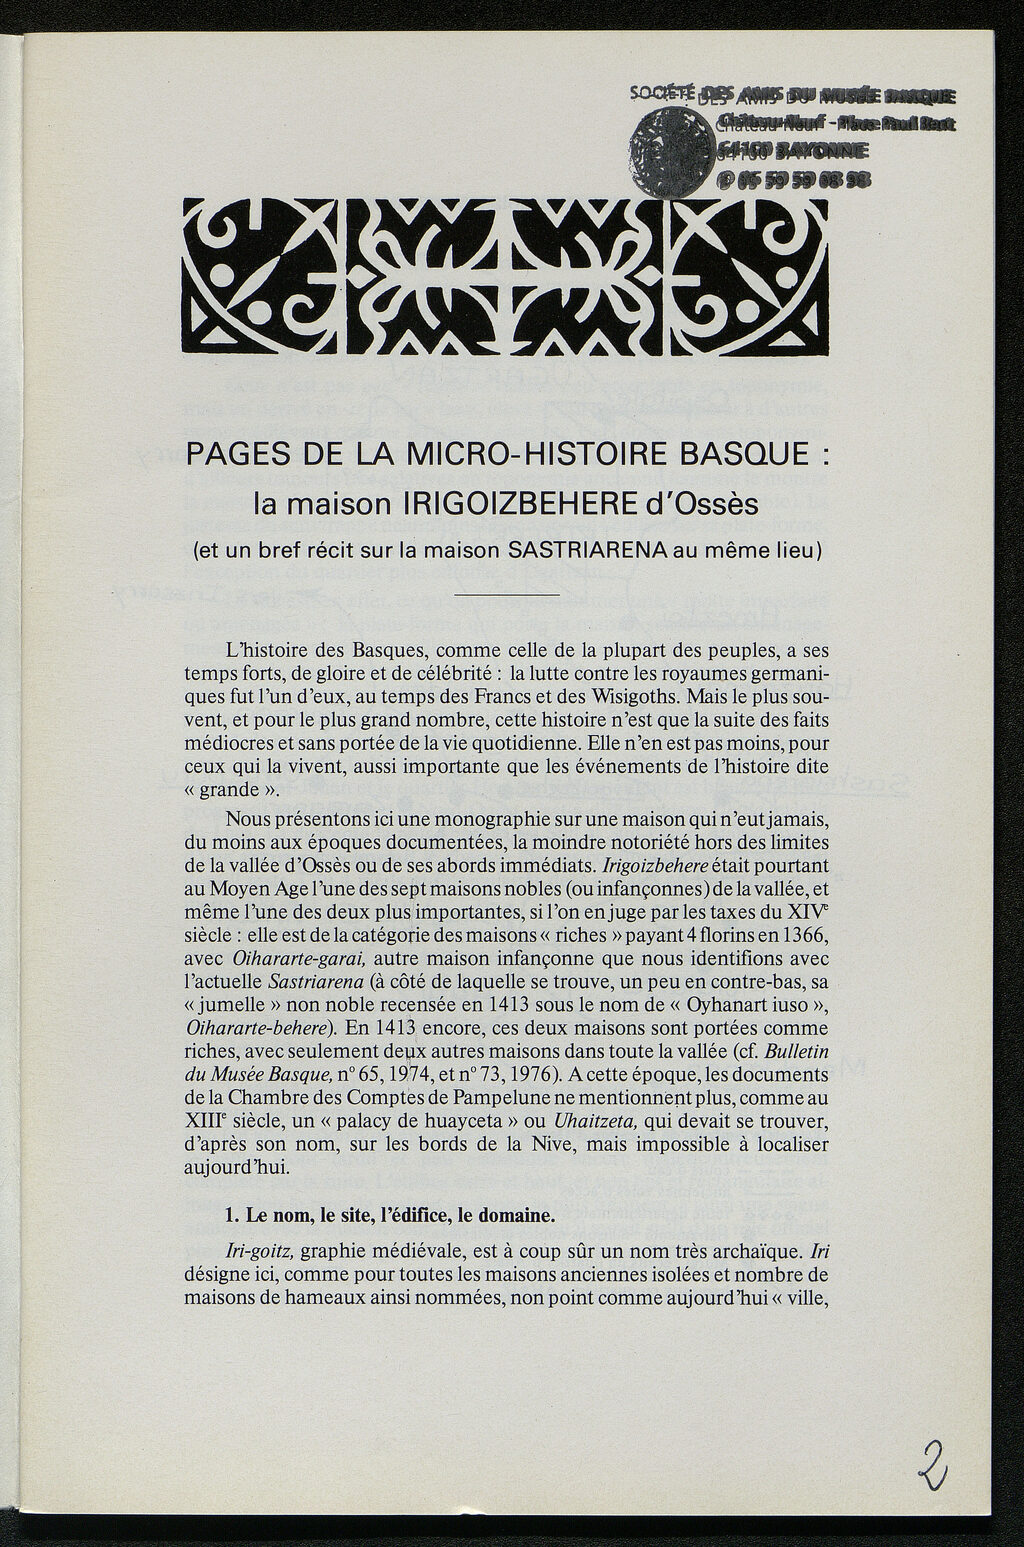 SOCIÉTÉ DES AMIS DU MUSÉE BASQUE
Château-Neuf - Place Paul Bert
64100 BAYONNE
05 59 59 08 98
PAGES DE LA MICRO-HISTOIRE BASQUE :
la maison IRIGOIZBEHERE d'Ossès
(et un bref récit sur la maison SASTRIARENA au même lieu)
L'histoire des Basques, comme celle de la plupart des peuples, a ses
temps forts, de gloire et de célébrité : la lutte contre les royaumes germani-
ques fut l'un d'eux, au temps des Francs et des Wisigoths. Mais le plus sou-
vent, et pour le plus grand nombre, cette histoire n'est que la suite des faits
médiocres et sans portée de la vie quotidienne. Elle n'en est pas moins, pour
ceux qui la vivent, aussi importante que les événements de l'histoire dite
« grande ».
Nous présentons ici une monographie sur une maison qui n'eut jamais,
du moins aux époques documentées, la moindre notoriété hors des limites
de la vallée d'Ossès ou de ses abords immédiats. Irigoizbehere était pourtant
au Moyen Age l'une des sept maisons nobles (ou infançonnes) de la vallée, et
même l'une des deux plus importantes, si l'on en juge par les taxes du XIVe
siècle : elle est de la catégorie des maisons « riches » payant 4 florins en 1366,
avec Oihararte-garai, autre maison infançonne que nous identifions avec
l'actuelle Sastriarena (à côté de laquelle se trouve, un peu en contre-bas, sa
« jumelle » non noble recensée en 1413 sous le nom de « Oyhanart iuso »,
Oihararte-behere). En 1413 encore, ces deux maisons sont portées comme
riches, avec seulement deux autres maisons dans toute la vallée (cf. Bulletin
du Musée Basque, n° 65, 1974, et n° 73, 1976). A cette époque, les documents
de la Chambre des Comptes de Pampelune ne mentionnent plus, comme au
XIIIe siècle, un « palacy de huayceta » ou Uhaitzeta, qui devait se trouver,
d'après son nom, sur les bords de la Nive, mais impossible à localiser
aujourd'hui.
1. Le nom, le site, l'édifice, le domaine.
Iri-goitz, graphie médiévale, est à coup sûr un nom très archaïque. Iri
désigne ici, comme pour toutes les maisons anciennes isolées et nombre de
maisons de hameaux ainsi nommées, non point comme aujourd'hui « ville,
2